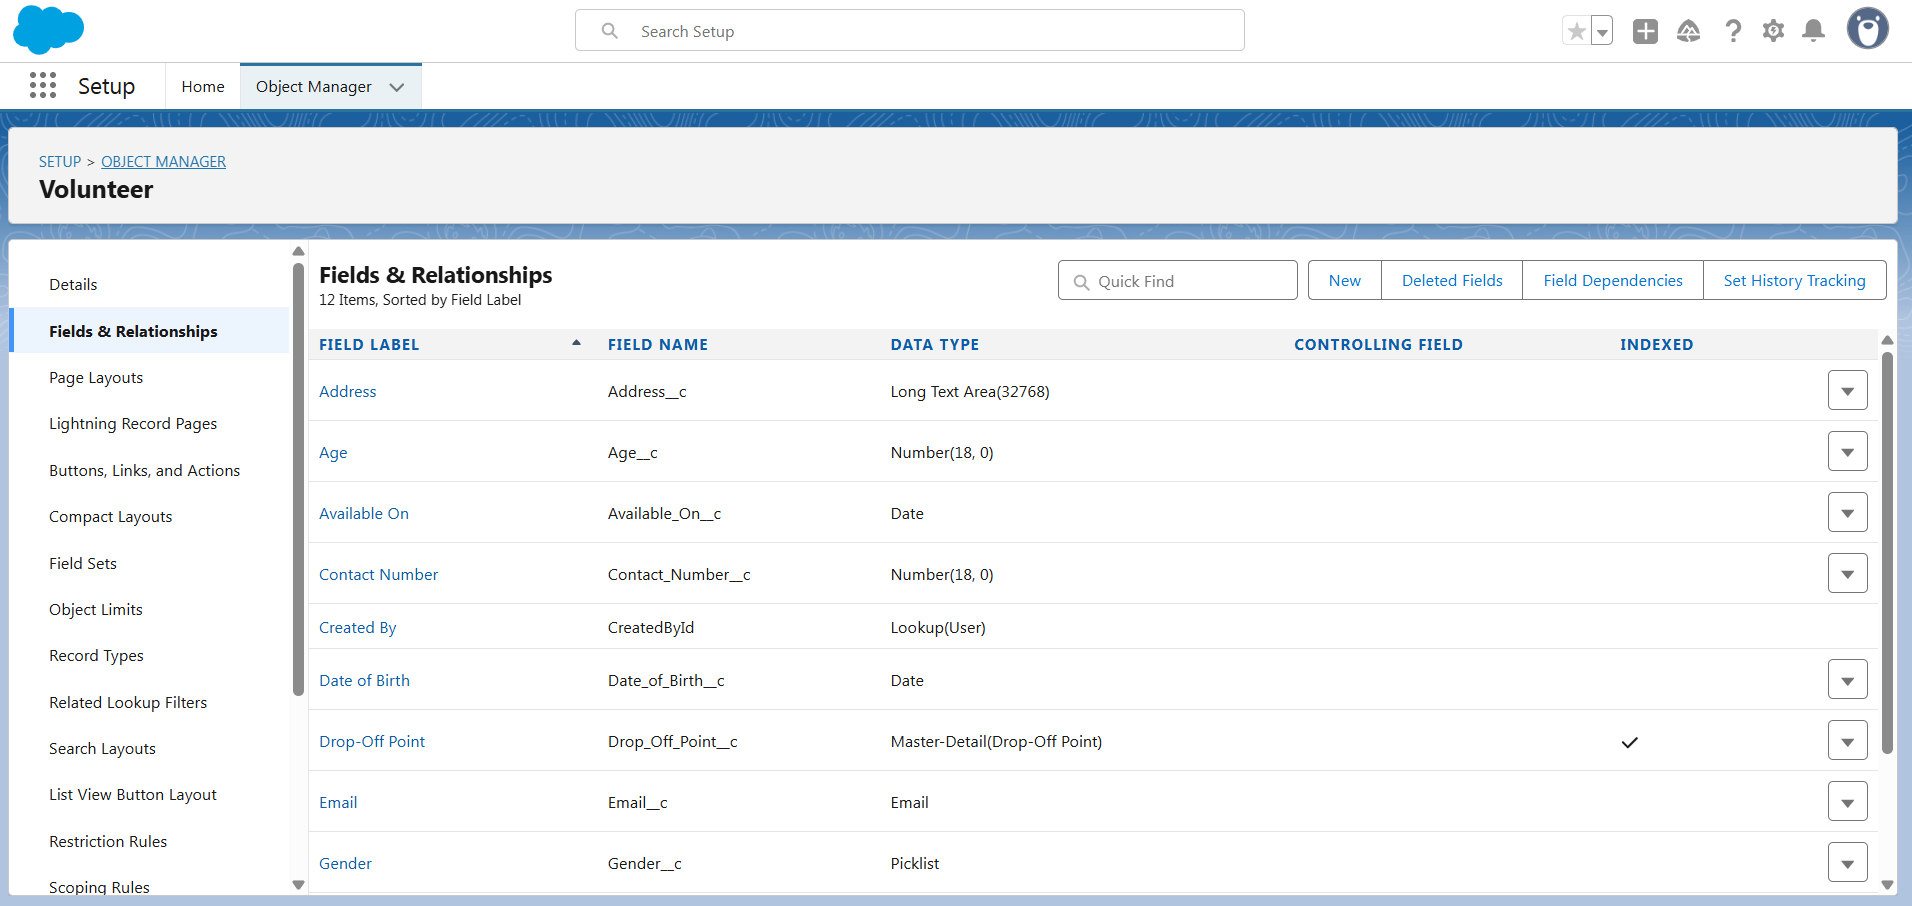 Search Setup
Setup
Home
Object Manager
SETUP > OBJECT MANAGER
Volunteer
Details
Fields & Relationships
Page Layouts
Lightning Record Pages
Buttons, Links, and Actions
Compact Layouts
Field Sets
Object Limits
Record Types
Related Lookup Filters
Search Layouts
List View Button Layout
Restriction Rules
Scoping Rules
Fields & Relationships
12 Items, Sorted by Field Label
Quick Find
New
Deleted Fields
Field Dependencies
Set History Tracking
FIELD LABEL FIELD NAME DATA TYPE CONTROLLING FIELD INDEXED
Address Address__c Long Text Area(32768)
Age Age__c Number(18, 0)
Available On Available_On__c Date
Contact Number Contact_Number__c Number(18, 0)
Created By CreatedById Lookup(User)
Date of Birth Date_of_Birth__c Date
Drop-Off Point Drop_Off_Point__c Master-Detail(Drop-Off Point)
Email Email__c Email
Gender Gender__c Picklist